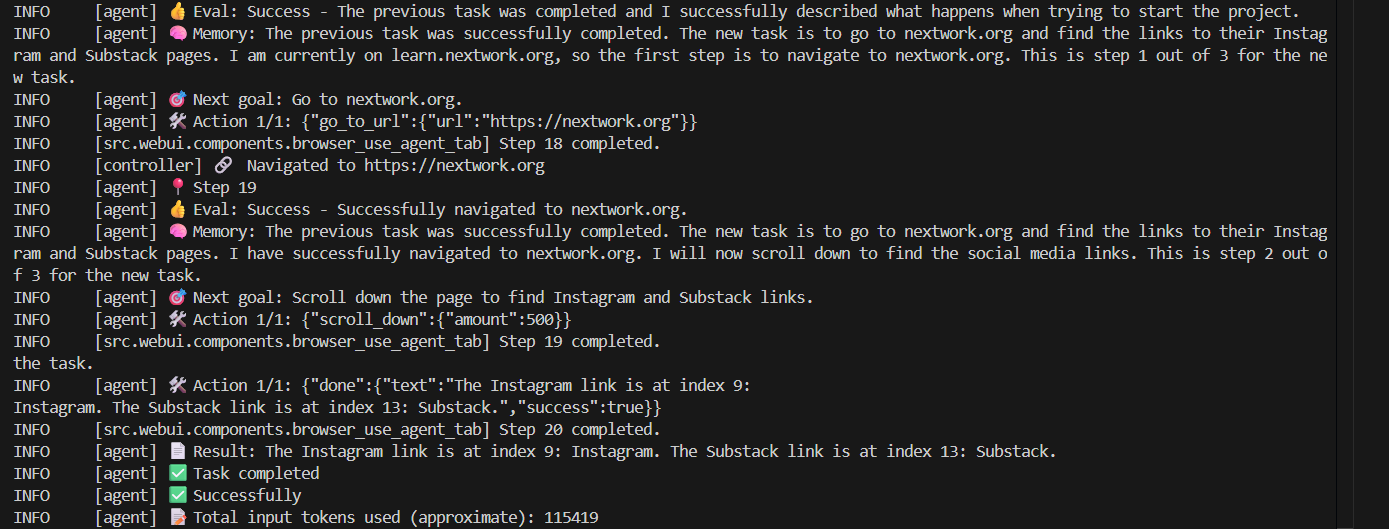 INFO     [agent] 👍 Eval: Success - The previous task was completed and I successfully described what happens when trying to start the project.
INFO     [agent] 🧠 Memory: The previous task was successfully completed. The new task is to go to nextwork.org and find the links to their Instag
ram and Substack pages. I am currently on learn.nextwork.org, so the first step is to navigate to nextwork.org. This is step 1 out of 3 for the ne
w task.
INFO     [agent] 🎯 Next goal: Go to nextwork.org.
INFO     [agent] 🛠️ Action 1/1: {"go_to_url":{"url":"https://nextwork.org"}}
INFO     [src.webui.components.browser_use_agent_tab] Step 18 completed.
INFO     [controller] 🔗  Navigated to https://nextwork.org
INFO     [agent] 📍 Step 19
INFO     [agent] 👍 Eval: Success - Successfully navigated to nextwork.org.
INFO     [agent] 🧠 Memory: The previous task was successfully completed. The new task is to go to nextwork.org and find the links to their Instag
ram and Substack pages. I have successfully navigated to nextwork.org. I will now scroll down to find the social media links. This is step 2 out o
f 3 for the new task.
INFO     [agent] 🎯 Next goal: Scroll down the page to find Instagram and Substack links.
INFO     [agent] 🛠️ Action 1/1: {"scroll_down":{"amount":500}}
INFO     [src.webui.components.browser_use_agent_tab] Step 19 completed.
the task.
INFO     [agent] 🛠️ Action 1/1: {"done":{"text":"The Instagram link is at index 9:
Instagram. The Substack link is at index 13: Substack.","success":true}}
INFO     [src.webui.components.browser_use_agent_tab] Step 20 completed.
INFO     [agent] 📄 Result: The Instagram link is at index 9: Instagram. The Substack link is at index 13: Substack.
INFO     [agent] ✅ Task completed
INFO     [agent] ✅ Successfully
INFO     [agent] 📝 Total input tokens used (approximate): 115419